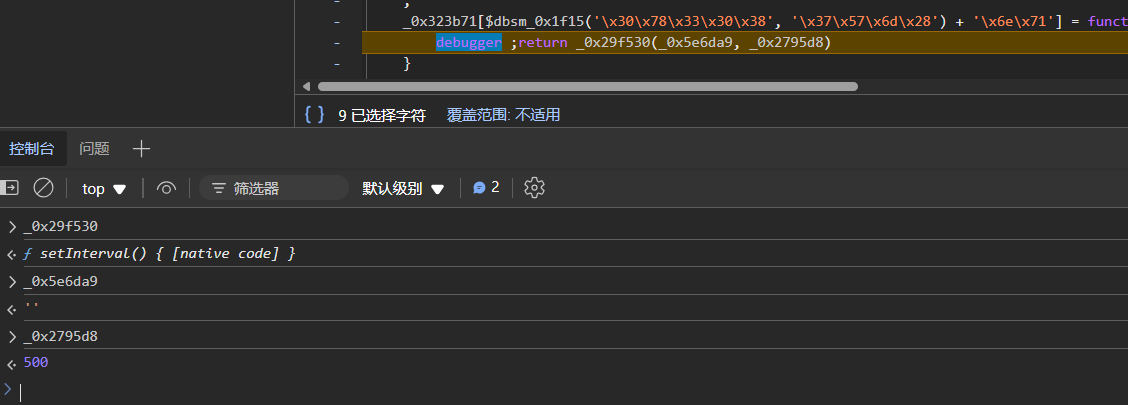 ,
_0x323b71[$dbsm_0x1f15('\x30\x78\x33\x30\x38', '\x37\x57\x6d\x28') + '\x6e\x71'] = funct
- debugger ;return _0x29f530(_0x5e6da9, _0x2795d8)
- }
{ } 9 已选择字符 覆盖范围: 不适用
控制台 问题
top ▼ 筛选器 默认级别 ▼ 2
_0x29f530
ƒ setInterval() { [native code] }
_0x5e6da9
''
_0x2795d8
500